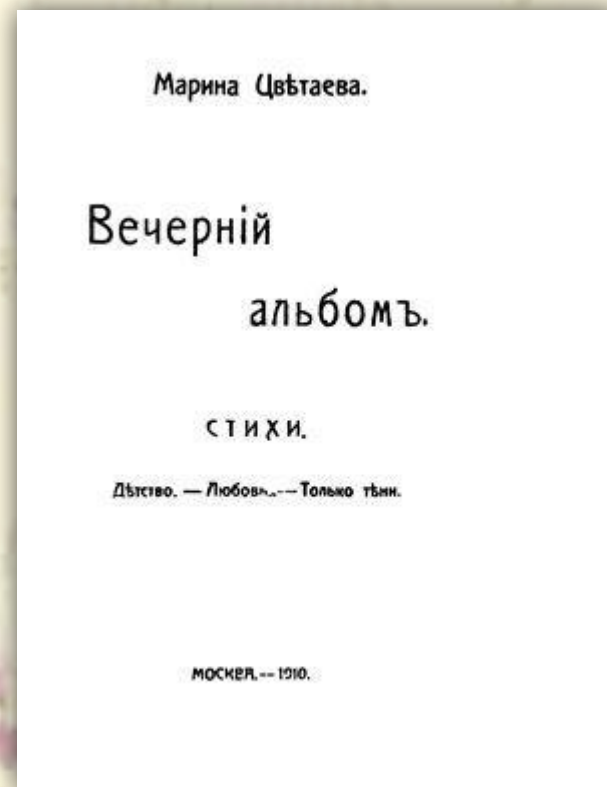 Марина Цвѣтаева.
Вечерній
альбомъ.
СТИХИ.
Дѣтство. — Любовь. — Только тѣни.
МОСКВА. — 1910.